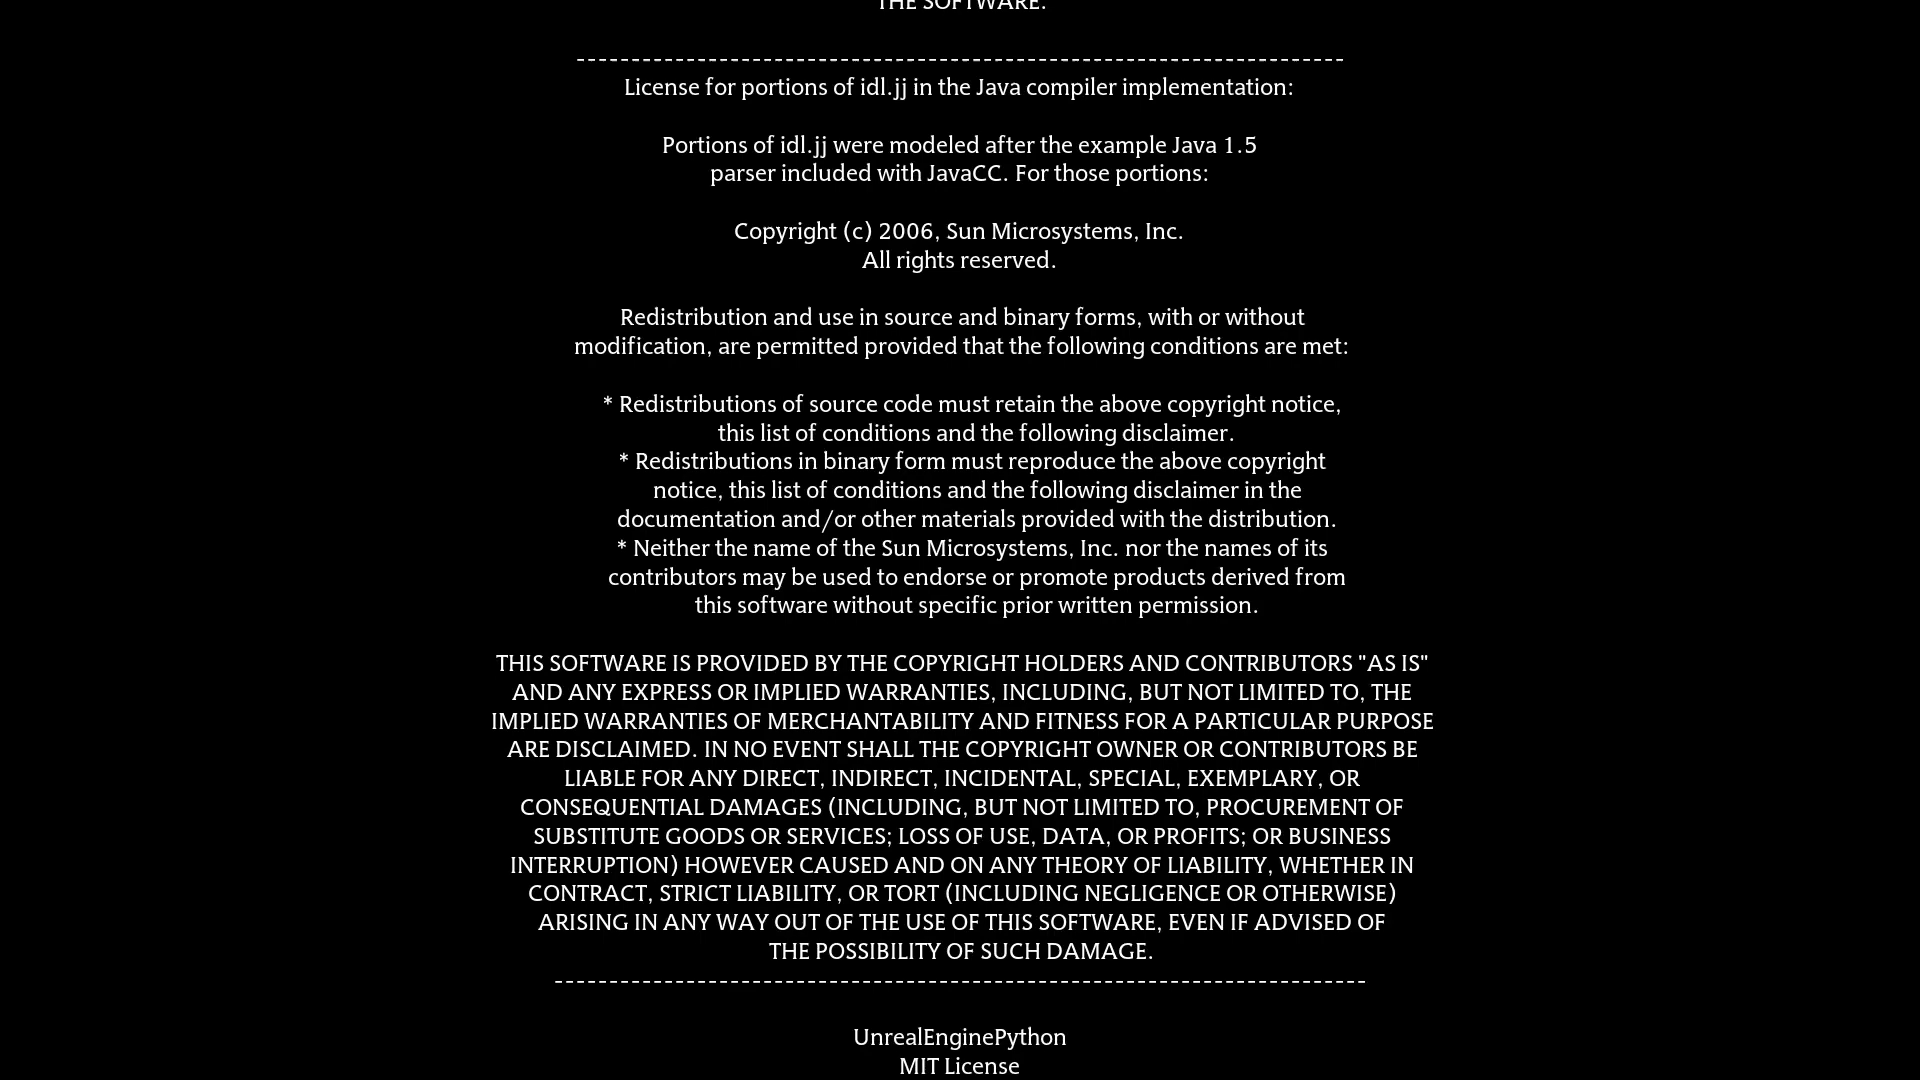 THE SOFTWARE.
----------------------------------------------------------------------
License for portions of idl.jj in the Java compiler implementation:
Portions of idl.jj were modeled after the example Java 1.5
parser included with JavaCC. For those portions:
Copyright (c) 2006, Sun Microsystems, Inc.
All rights reserved.
Redistribution and use in source and binary forms, with or without
modification, are permitted provided that the following conditions are met:
* Redistributions of source code must retain the above copyright notice,
this list of conditions and the following disclaimer.
* Redistributions in binary form must reproduce the above copyright
notice, this list of conditions and the following disclaimer in the
documentation and/or other materials provided with the distribution.
* Neither the name of the Sun Microsystems, Inc. nor the names of its
contributors may be used to endorse or promote products derived from
this software without specific prior written permission.
THIS SOFTWARE IS PROVIDED BY THE COPYRIGHT HOLDERS AND CONTRIBUTORS "AS IS"
AND ANY EXPRESS OR IMPLIED WARRANTIES, INCLUDING, BUT NOT LIMITED TO, THE
IMPLIED WARRANTIES OF MERCHANTABILITY AND FITNESS FOR A PARTICULAR PURPOSE
ARE DISCLAIMED. IN NO EVENT SHALL THE COPYRIGHT OWNER OR CONTRIBUTORS BE
LIABLE FOR ANY DIRECT, INDIRECT, INCIDENTAL, SPECIAL, EXEMPLARY, OR
CONSEQUENTIAL DAMAGES (INCLUDING, BUT NOT LIMITED TO, PROCUREMENT OF
SUBSTITUTE GOODS OR SERVICES; LOSS OF USE, DATA, OR PROFITS; OR BUSINESS
INTERRUPTION) HOWEVER CAUSED AND ON ANY THEORY OF LIABILITY, WHETHER IN
CONTRACT, STRICT LIABILITY, OR TORT (INCLUDING NEGLIGENCE OR OTHERWISE)
ARISING IN ANY WAY OUT OF THE USE OF THIS SOFTWARE, EVEN IF ADVISED OF
THE POSSIBILITY OF SUCH DAMAGE.
--------------------------------------------------------------------------
UnrealEnginePython
MIT License